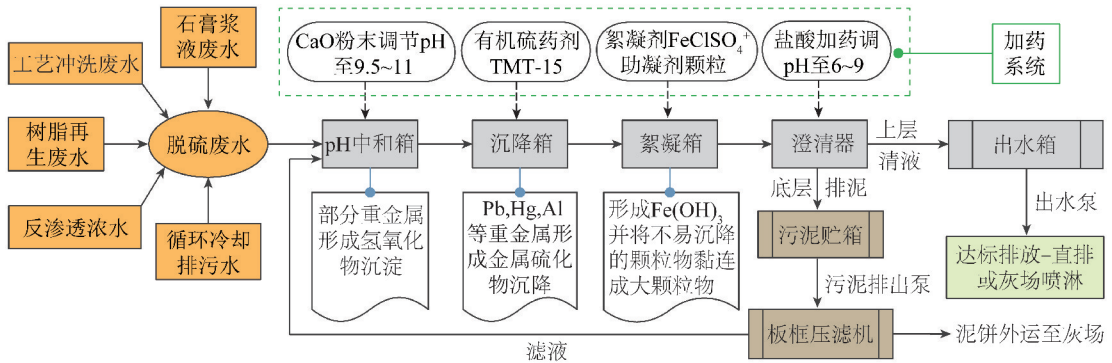 石膏浆
液废水
工艺冲洗废水
树脂再
生废水
反渗透浓水
循环冷却
排污水
脱硫废水
CaO粉末调节pH
至9.5~11
有机硫药剂
TMT-15
絮凝剂FeClSO₄⁺
助凝剂颗粒
盐酸加药调
pH至6~9
加药
系统
pH中和箱
沉降箱
絮凝箱
澄清器
上层
清液
出水箱
部分重金属
形成氢氧化
物沉淀
Pb,Hg,Al
等重金属形
成金属硫化
物沉降
形成Fe(OH)₃
并将不易沉降
的颗粒物黏连
成大颗粒物
底层 排泥
污泥贮箱
污泥排出泵
板框压滤机
滤液
泥饼外运至灰场
出水泵
达标排放–直排
或灰场喷淋